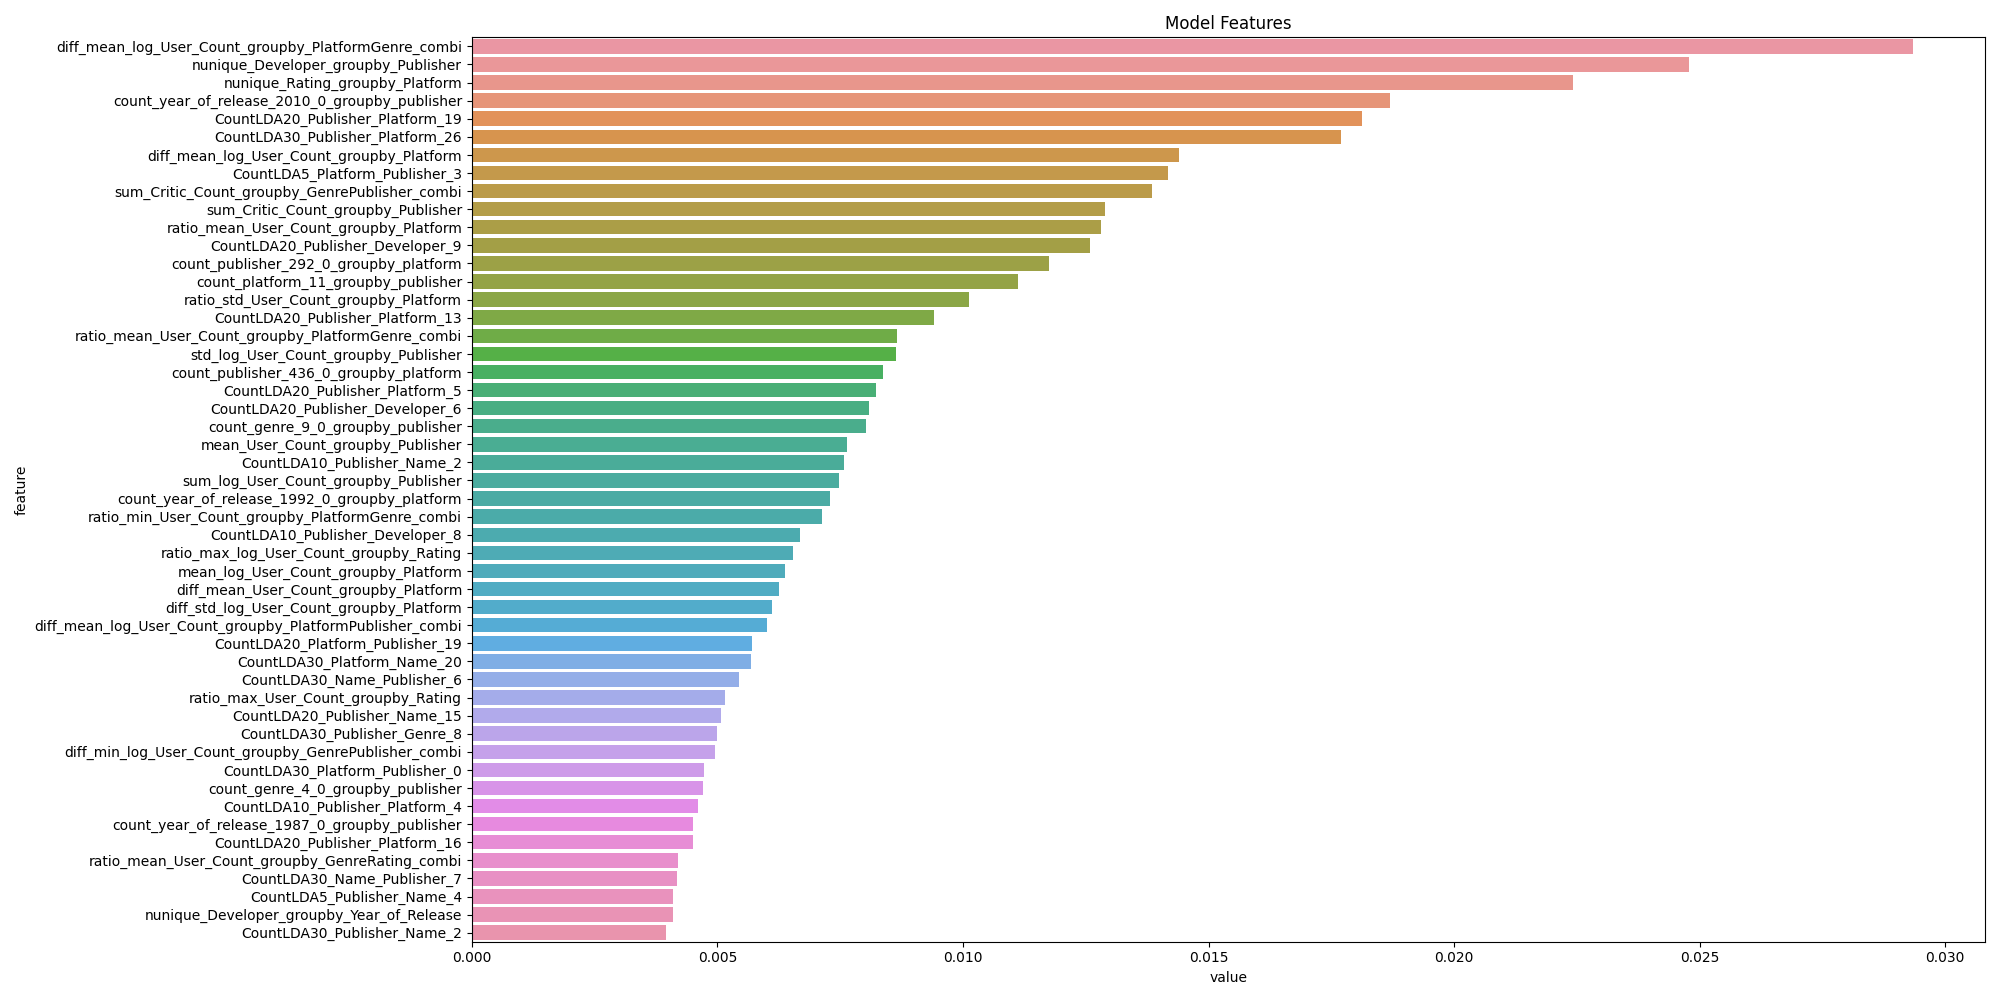 Model Features
feature
diff_mean_log_User_Count_groupby_PlatformGenre_combi
nunique_Developer_groupby_Publisher
nunique_Rating_groupby_Platform
count_year_of_release_2010_0_groupby_publisher
CountLDA20_Publisher_Platform_19
CountLDA30_Publisher_Platform_26
diff_mean_log_User_Count_groupby_Platform
CountLDA5_Platform_Publisher_3
sum_Critic_Count_groupby_GenrePublisher_combi
sum_Critic_Count_groupby_Publisher
ratio_mean_User_Count_groupby_Platform
CountLDA20_Publisher_Developer_9
count_publisher_292_0_groupby_platform
count_platform_11_groupby_publisher
ratio_std_User_Count_groupby_Platform
CountLDA20_Publisher_Platform_13
ratio_mean_User_Count_groupby_PlatformGenre_combi
std_log_User_Count_groupby_Publisher
count_publisher_436_0_groupby_platform
CountLDA20_Publisher_Platform_5
CountLDA20_Publisher_Developer_6
count_genre_9_0_groupby_publisher
mean_User_Count_groupby_Publisher
CountLDA10_Publisher_Name_2
sum_log_User_Count_groupby_Publisher
count_year_of_release_1992_0_groupby_platform
ratio_min_User_Count_groupby_PlatformGenre_combi
CountLDA10_Publisher_Developer_8
ratio_max_log_User_Count_groupby_Rating
mean_log_User_Count_groupby_Platform
diff_mean_User_Count_groupby_Platform
diff_std_log_User_Count_groupby_Platform
diff_mean_log_User_Count_groupby_PlatformPublisher_combi
CountLDA20_Platform_Publisher_19
CountLDA30_Platform_Name_20
CountLDA30_Name_Publisher_6
ratio_max_User_Count_groupby_Rating
CountLDA20_Publisher_Name_15
CountLDA30_Publisher_Genre_8
diff_min_log_User_Count_groupby_GenrePublisher_combi
CountLDA30_Platform_Publisher_0
count_genre_4_0_groupby_publisher
CountLDA10_Publisher_Platform_4
count_year_of_release_1987_0_groupby_publisher
CountLDA20_Publisher_Platform_16
ratio_mean_User_Count_groupby_GenreRating_combi
CountLDA30_Name_Publisher_7
CountLDA5_Publisher_Name_4
nunique_Developer_groupby_Year_of_Release
CountLDA30_Publisher_Name_2
0.000 0.005 0.010 0.015 0.020 0.025 0.030
value